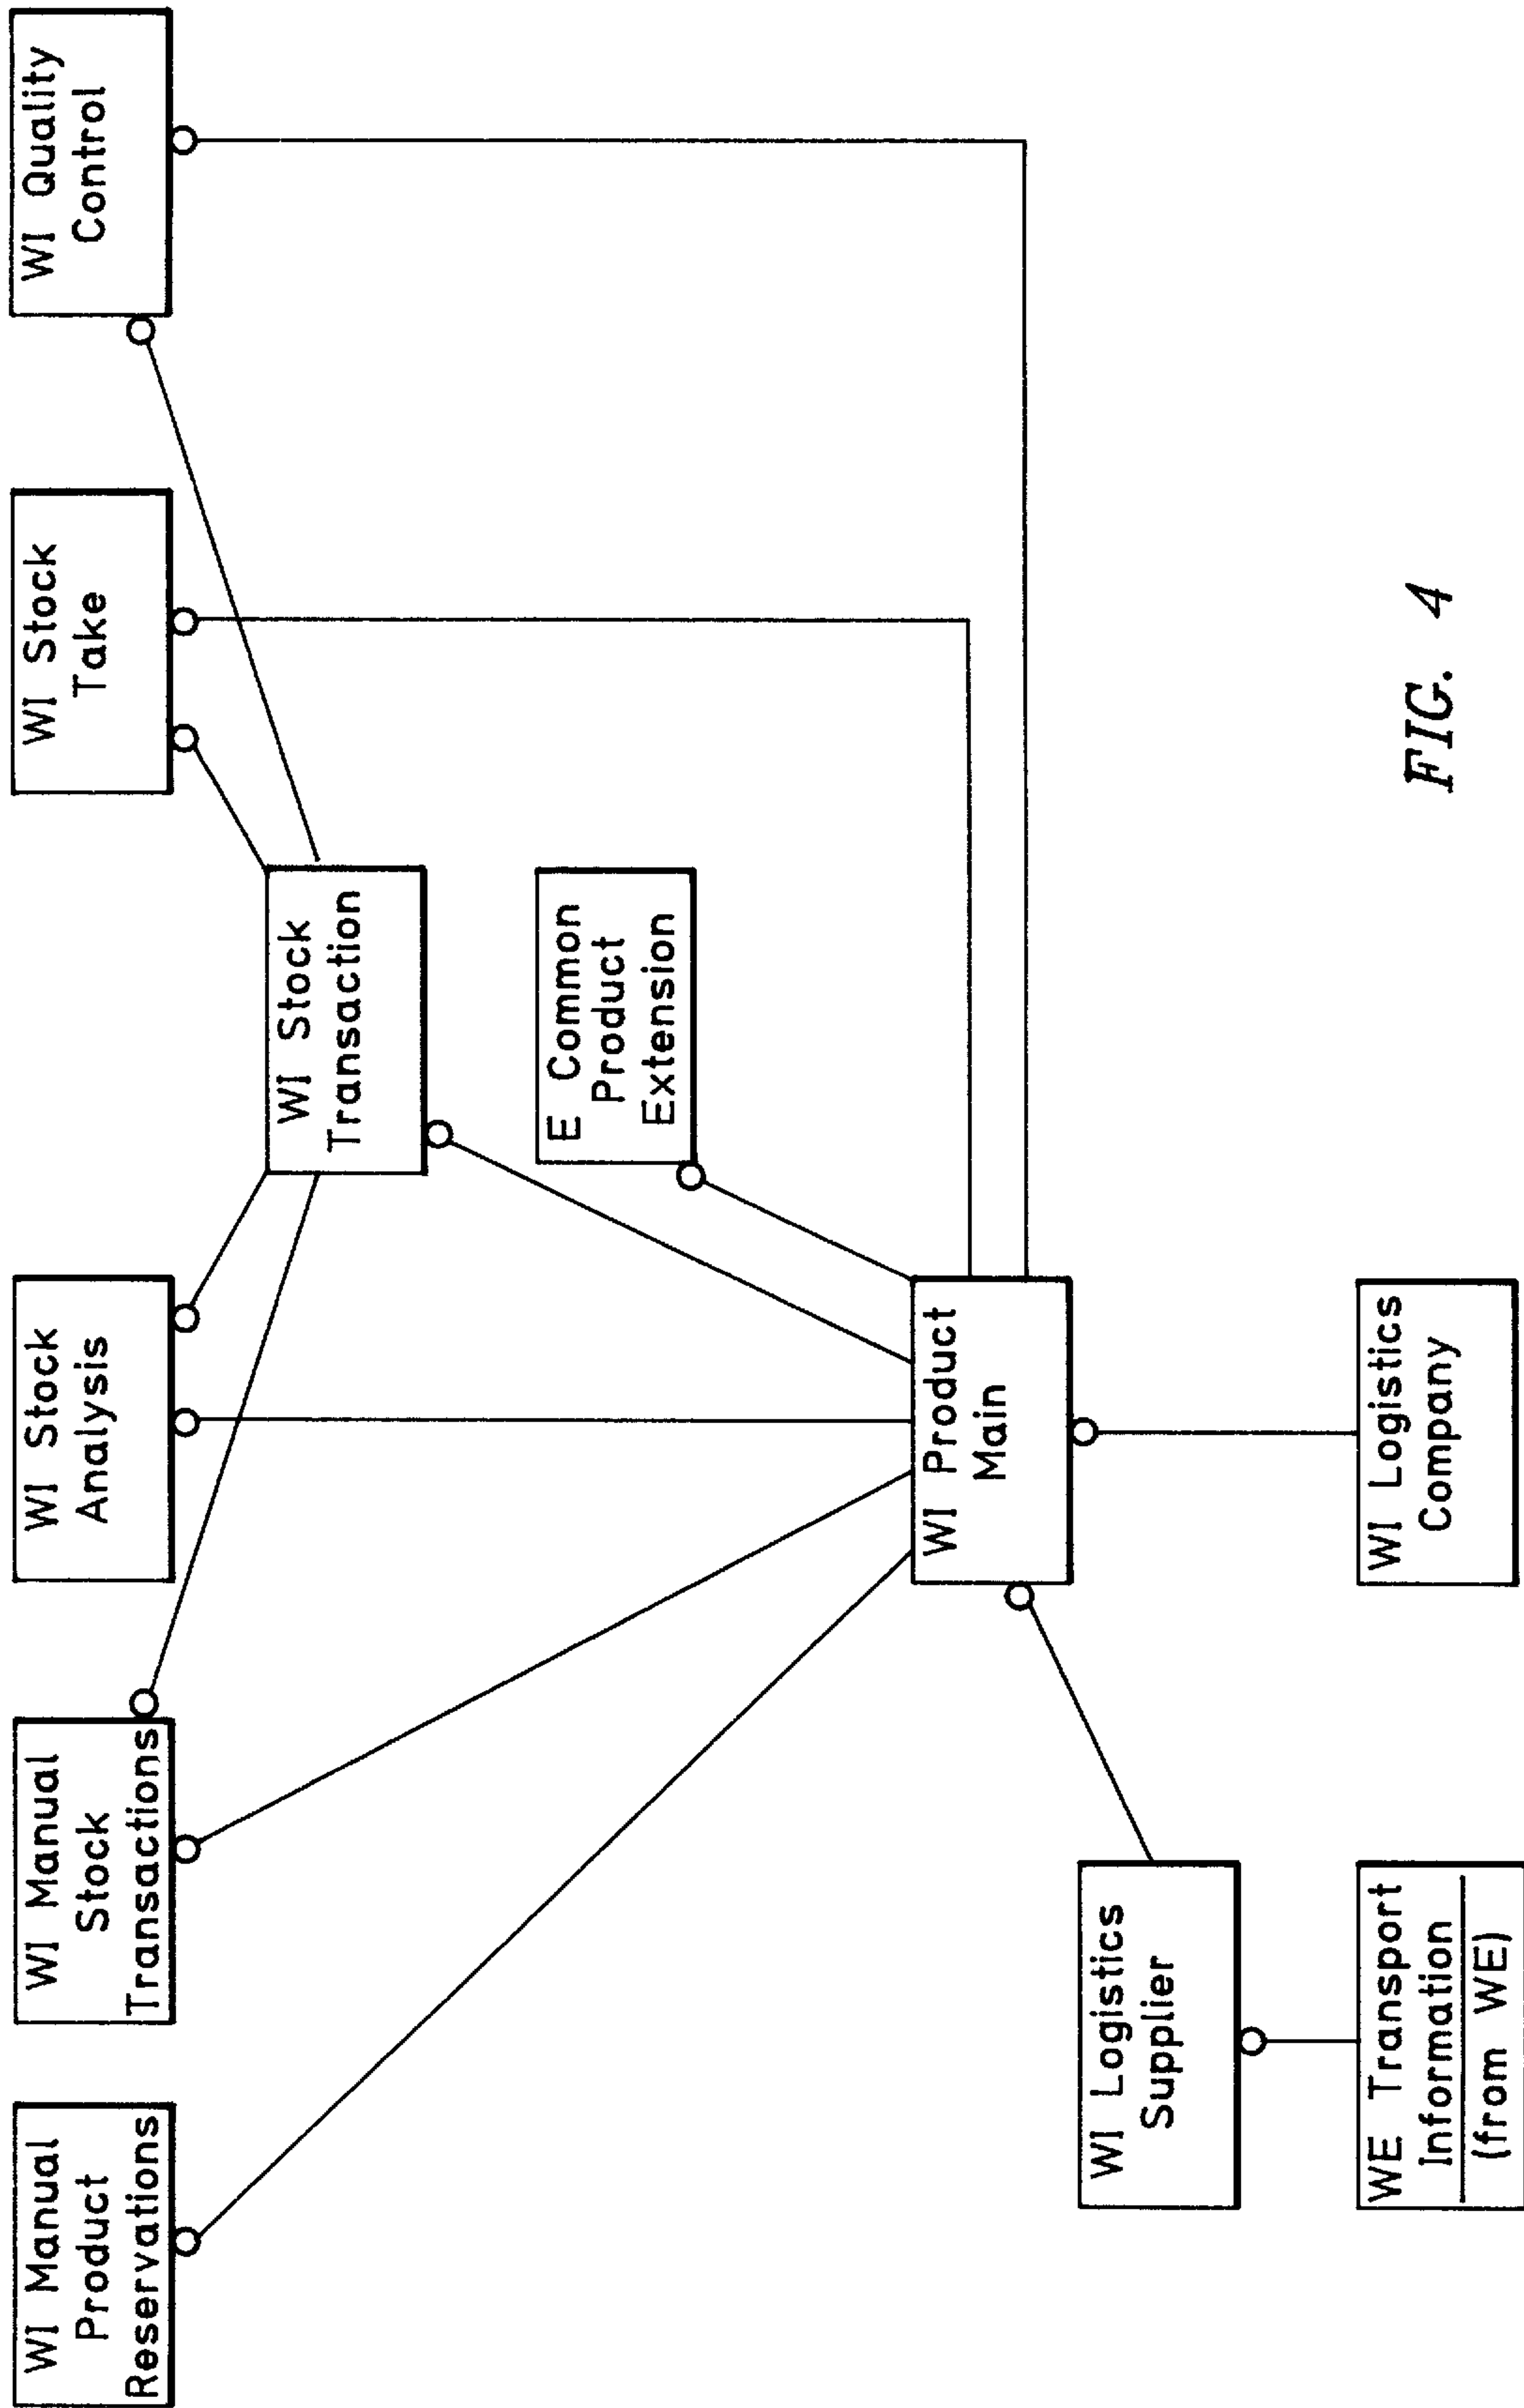 WI Manual
Product
Reservations
WI Manual
Stock
Transactions
WI Stock
Analysis
WI Stock
Take
WI Quality
Control
WI Stock
Transaction
E Common
Product
Extension
WI Product
Main
WI Logistics
Supplier
WE Transport
Information
(from WE)
WI Logistics
Company
FIG. 4